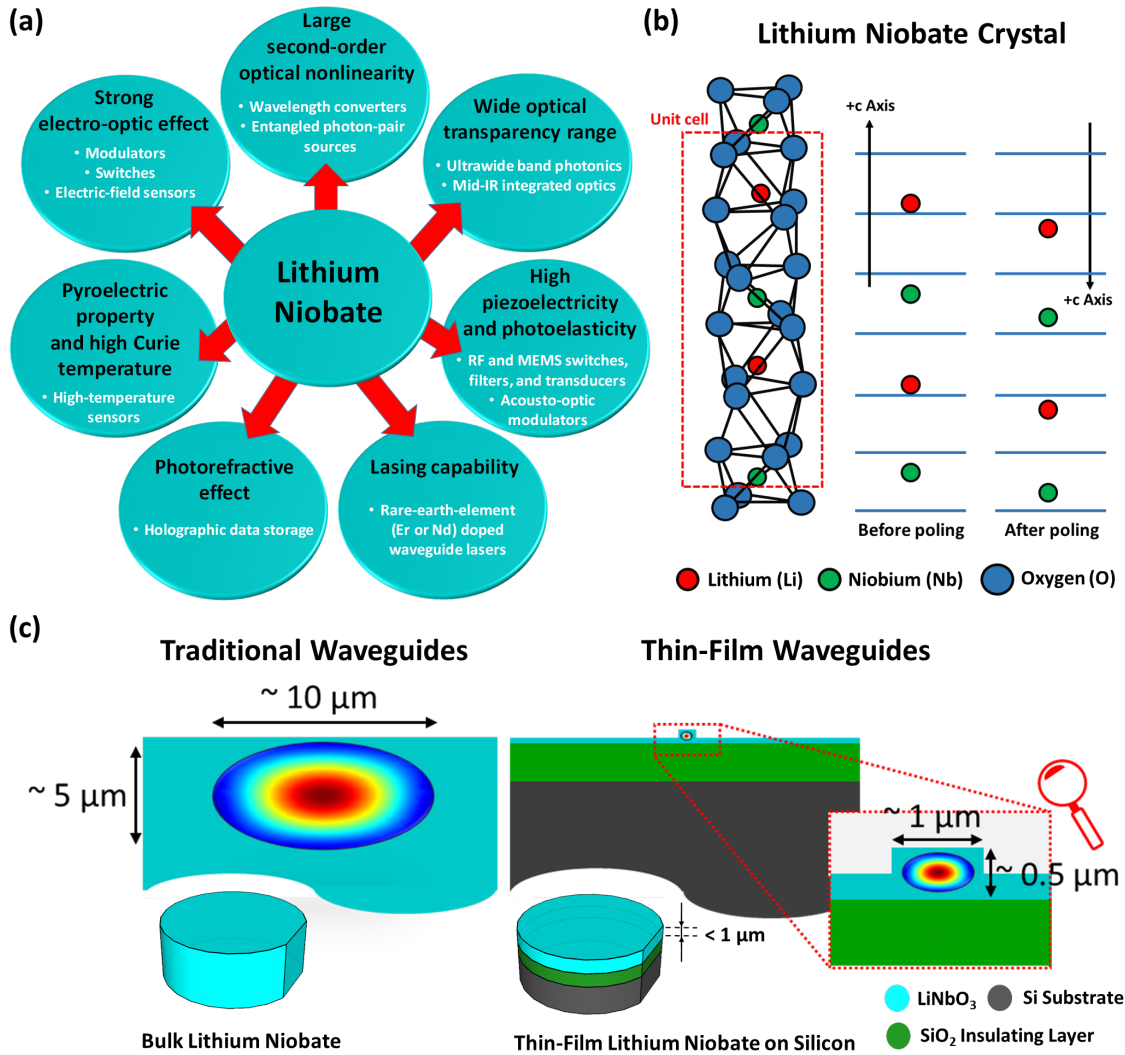 (a)
Large
second-order
optical nonlinearity
• Wavelength converters
• Entangled photon-pair
sources
Strong
electro-optic effect
• Modulators
• Switches
• Electric-field sensors
Wide optical
transparency range
• Ultrawide band photonics
• Mid-IR integrated optics
Lithium
Niobate
Pyroelectric
property
and high Curie
temperature
• High-temperature
sensors
High
piezoelectricity
and photoelasticity
• RF and MEMS switches,
filters, and transducers
• Acousto-optic
modulators
Photorefractive
effect
• Holographic data storage
Lasing capability
• Rare-earth-element
(Er or Nd) doped
waveguide lasers
(b)
Lithium Niobate Crystal
Unit cell
+c Axis
+c Axis
Before poling
After poling
Lithium (Li)
Niobium (Nb)
Oxygen (O)
(c)
Traditional Waveguides
~ 10 μm
~ 5 μm
Bulk Lithium Niobate
Thin-Film Waveguides
~ 1 μm
~ 0.5 μm
< 1 μm
Thin-Film Lithium Niobate on Silicon
LiNbO₃
Si Substrate
SiO₂ Insulating Layer